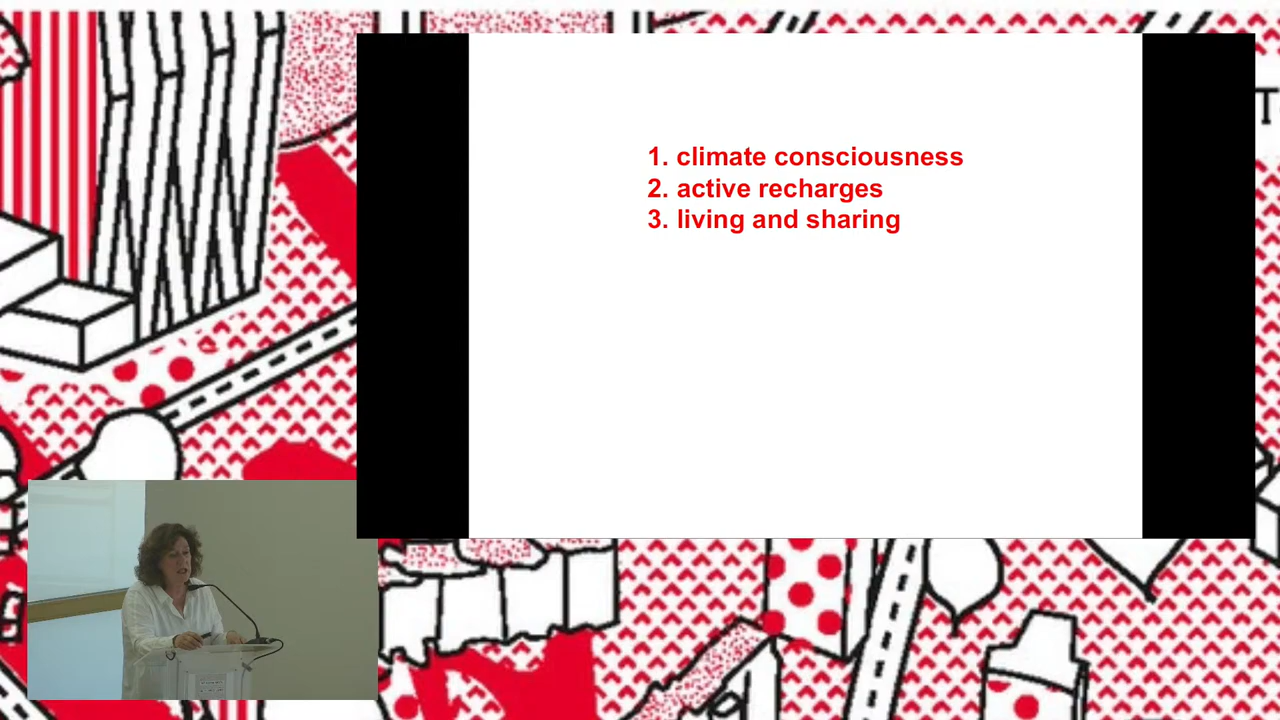 1. climate consciousness
2. active recharges
3. living and sharing